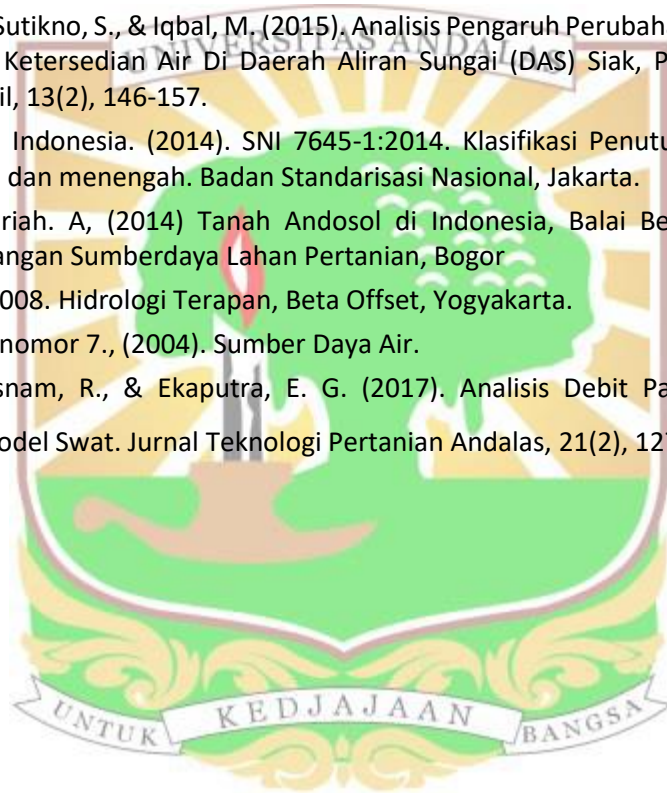 Sutikno, S., & Iqbal, M. (2015). Analisis Pengaruh Perubaha
Ketersedian Air Di Daerah Aliran Sungai (DAS) Siak, P
il, 13(2), 146-157.
Indonesia. (2014). SNI 7645-1:2014. Klasifikasi Penutu
dan menengah. Badan Standarisasi Nasional, Jakarta.
riah. A, (2014) Tanah Andosol di Indonesia, Balai Be
angan Sumberdaya Lahan Pertanian, Bogor
008. Hidrologi Terapan, Beta Offset, Yogyakarta.
nomor 7., (2004). Sumber Daya Air.
snam, R., & Ekaputra, E. G. (2017). Analisis Debit Pa
odel Swat. Jurnal Teknologi Pertanian Andalas, 21(2), 127
UNIVERSITAS ANDALAS
UNTUK KEDJAJAAN BANGSA